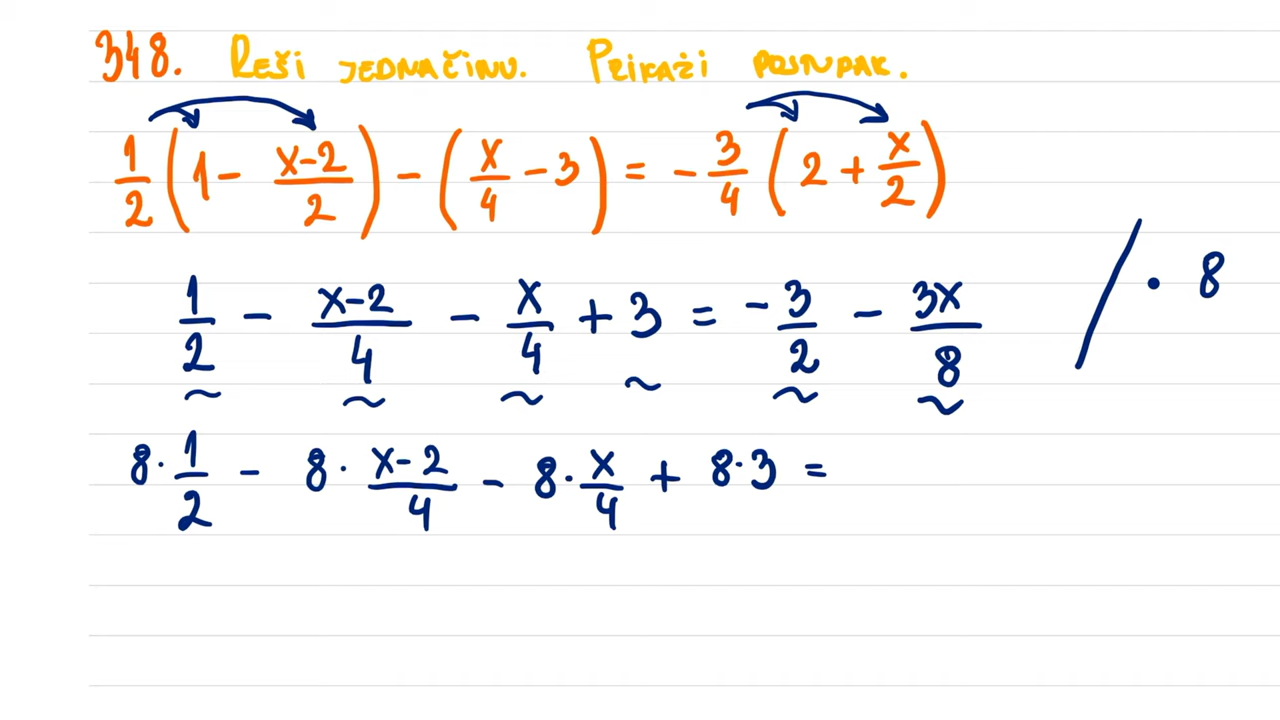 348. Reši jednačinu. Prikaži postupak.
1/2 (1 - (x-2)/2) - (x/4 - 3) = - 3/4 (2 + x/2)
1/2 - (x-2)/4 - x/4 + 3 = - 3/2 - 3x/8 / · 8
8 · 1/2 - 8 · (x-2)/4 - 8 · x/4 + 8 · 3 =